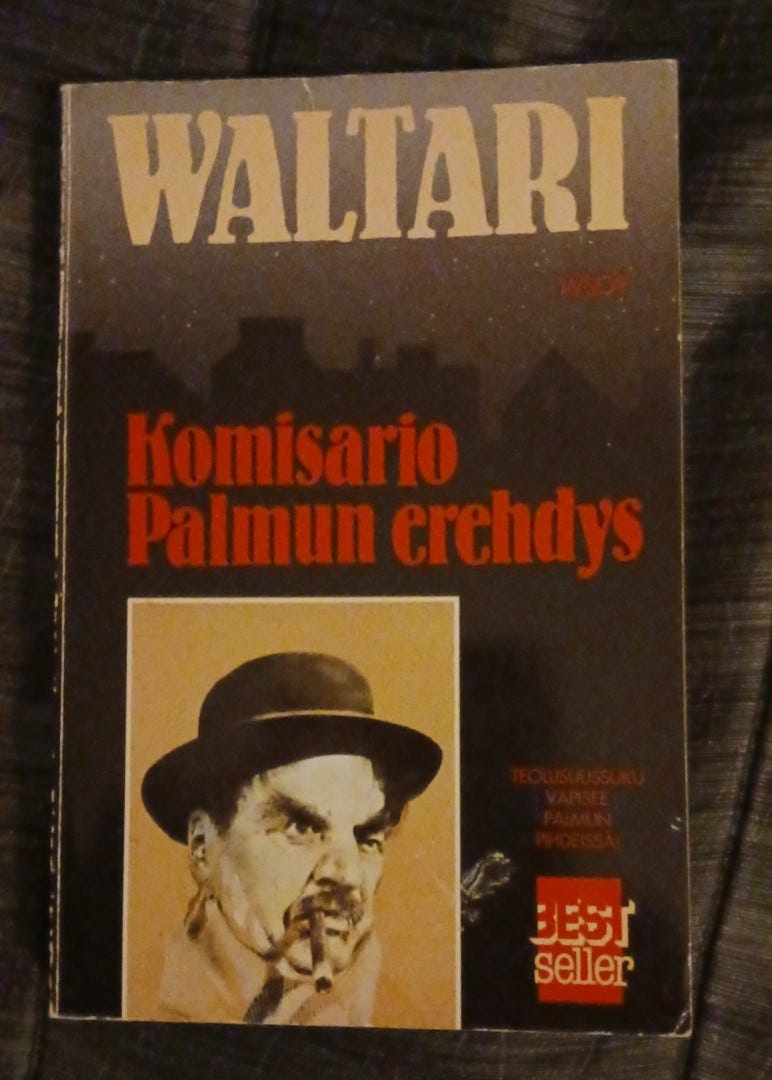 WALTARI
WSOY
Komisario
Palmun erehdys
TEOLLISUUSSUKU
VAPISEE
PALMUN
PIHDEISSÄ!
BEST
seller